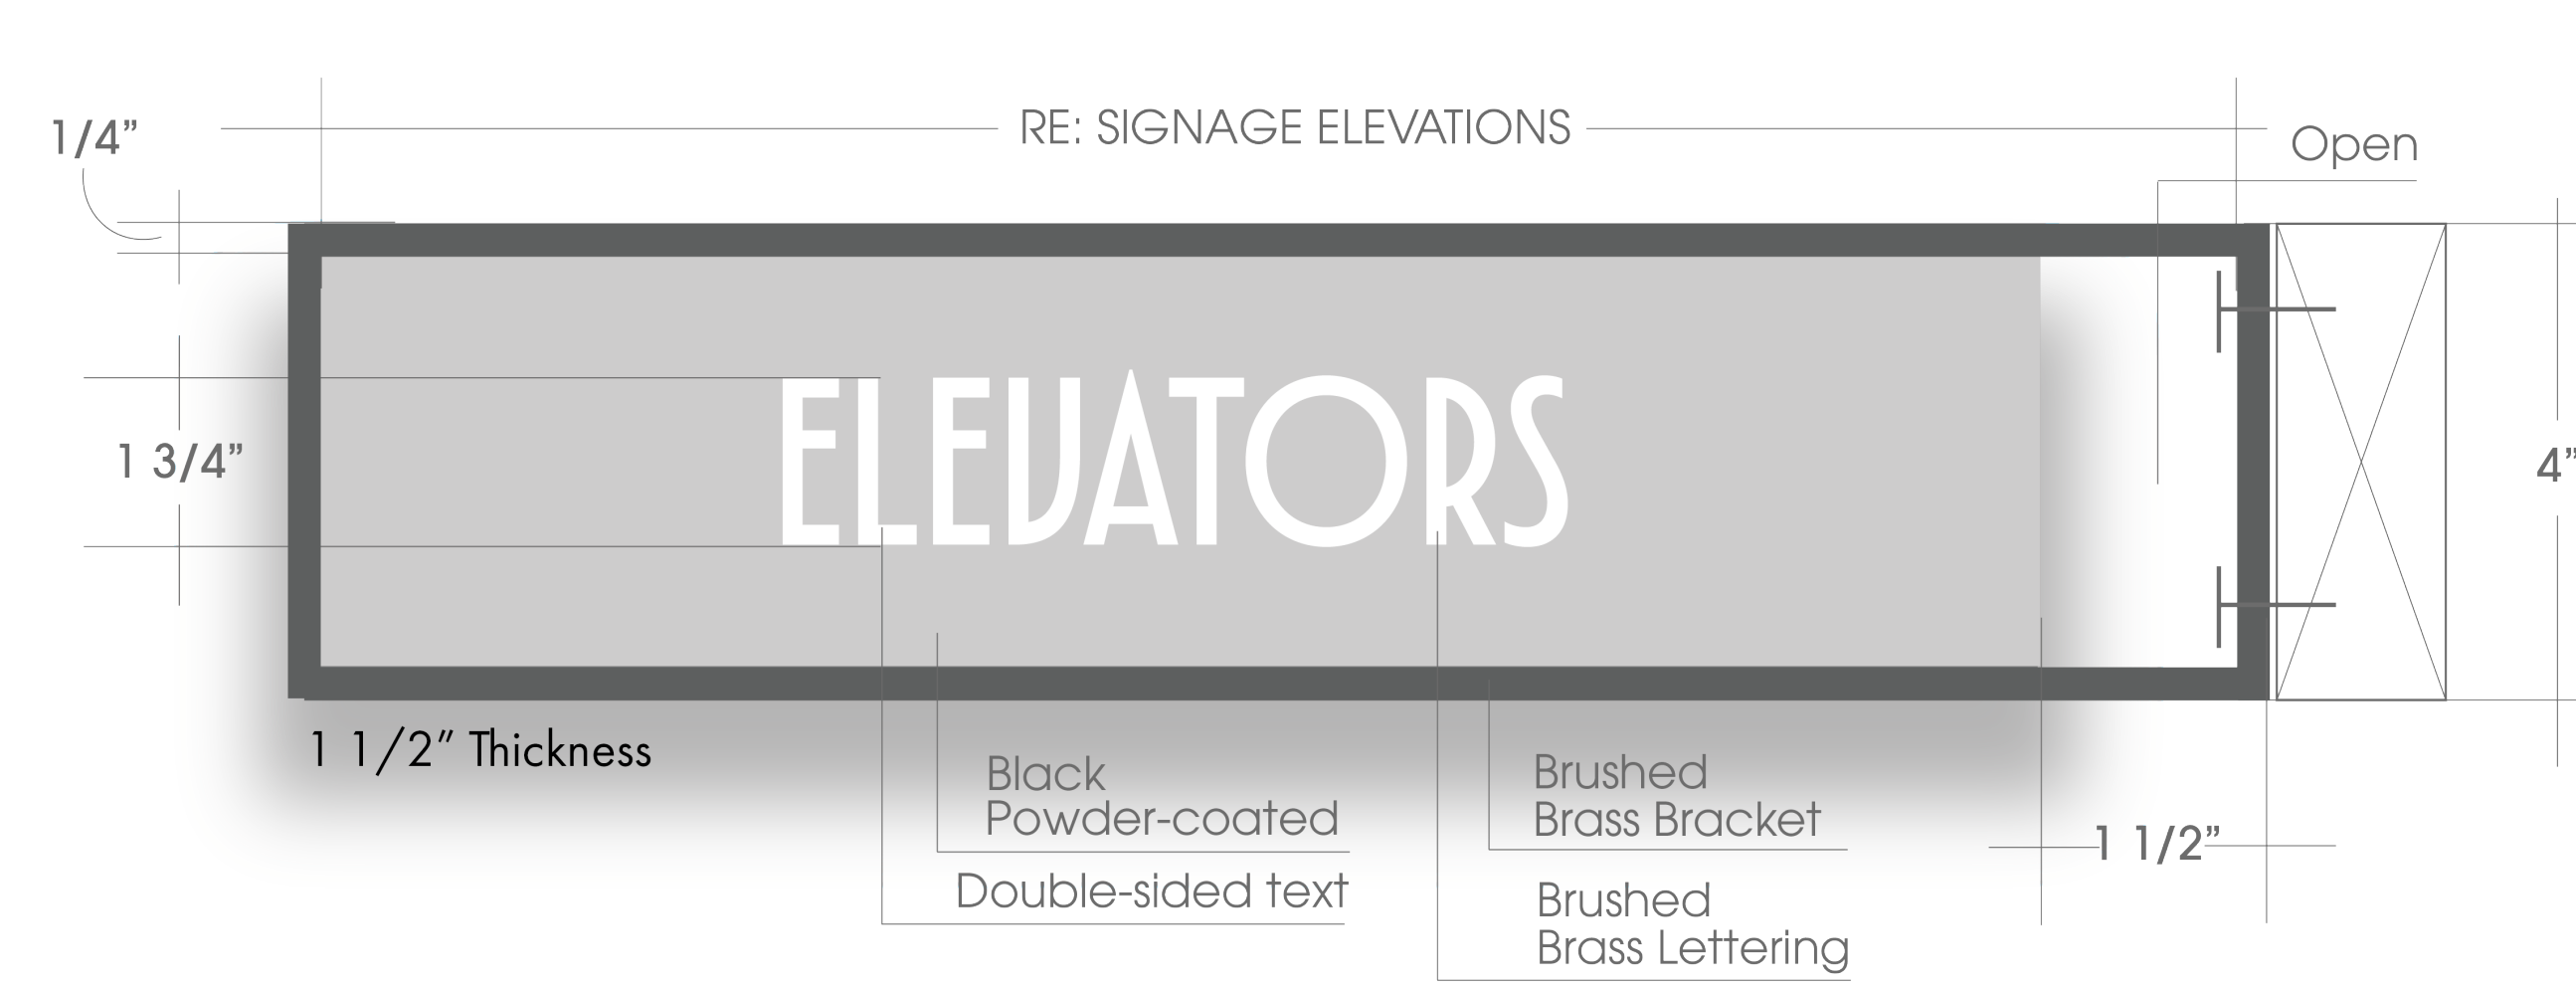 RE: SIGNAGE ELEVATIONS
1/4”
Open
ELEVATORS
1 3/4”
4”
1 1/2” Thickness
Black
Powder-coated
Double-sided text
Brushed
Brass Bracket
Brushed
Brass Lettering
1 1/2”